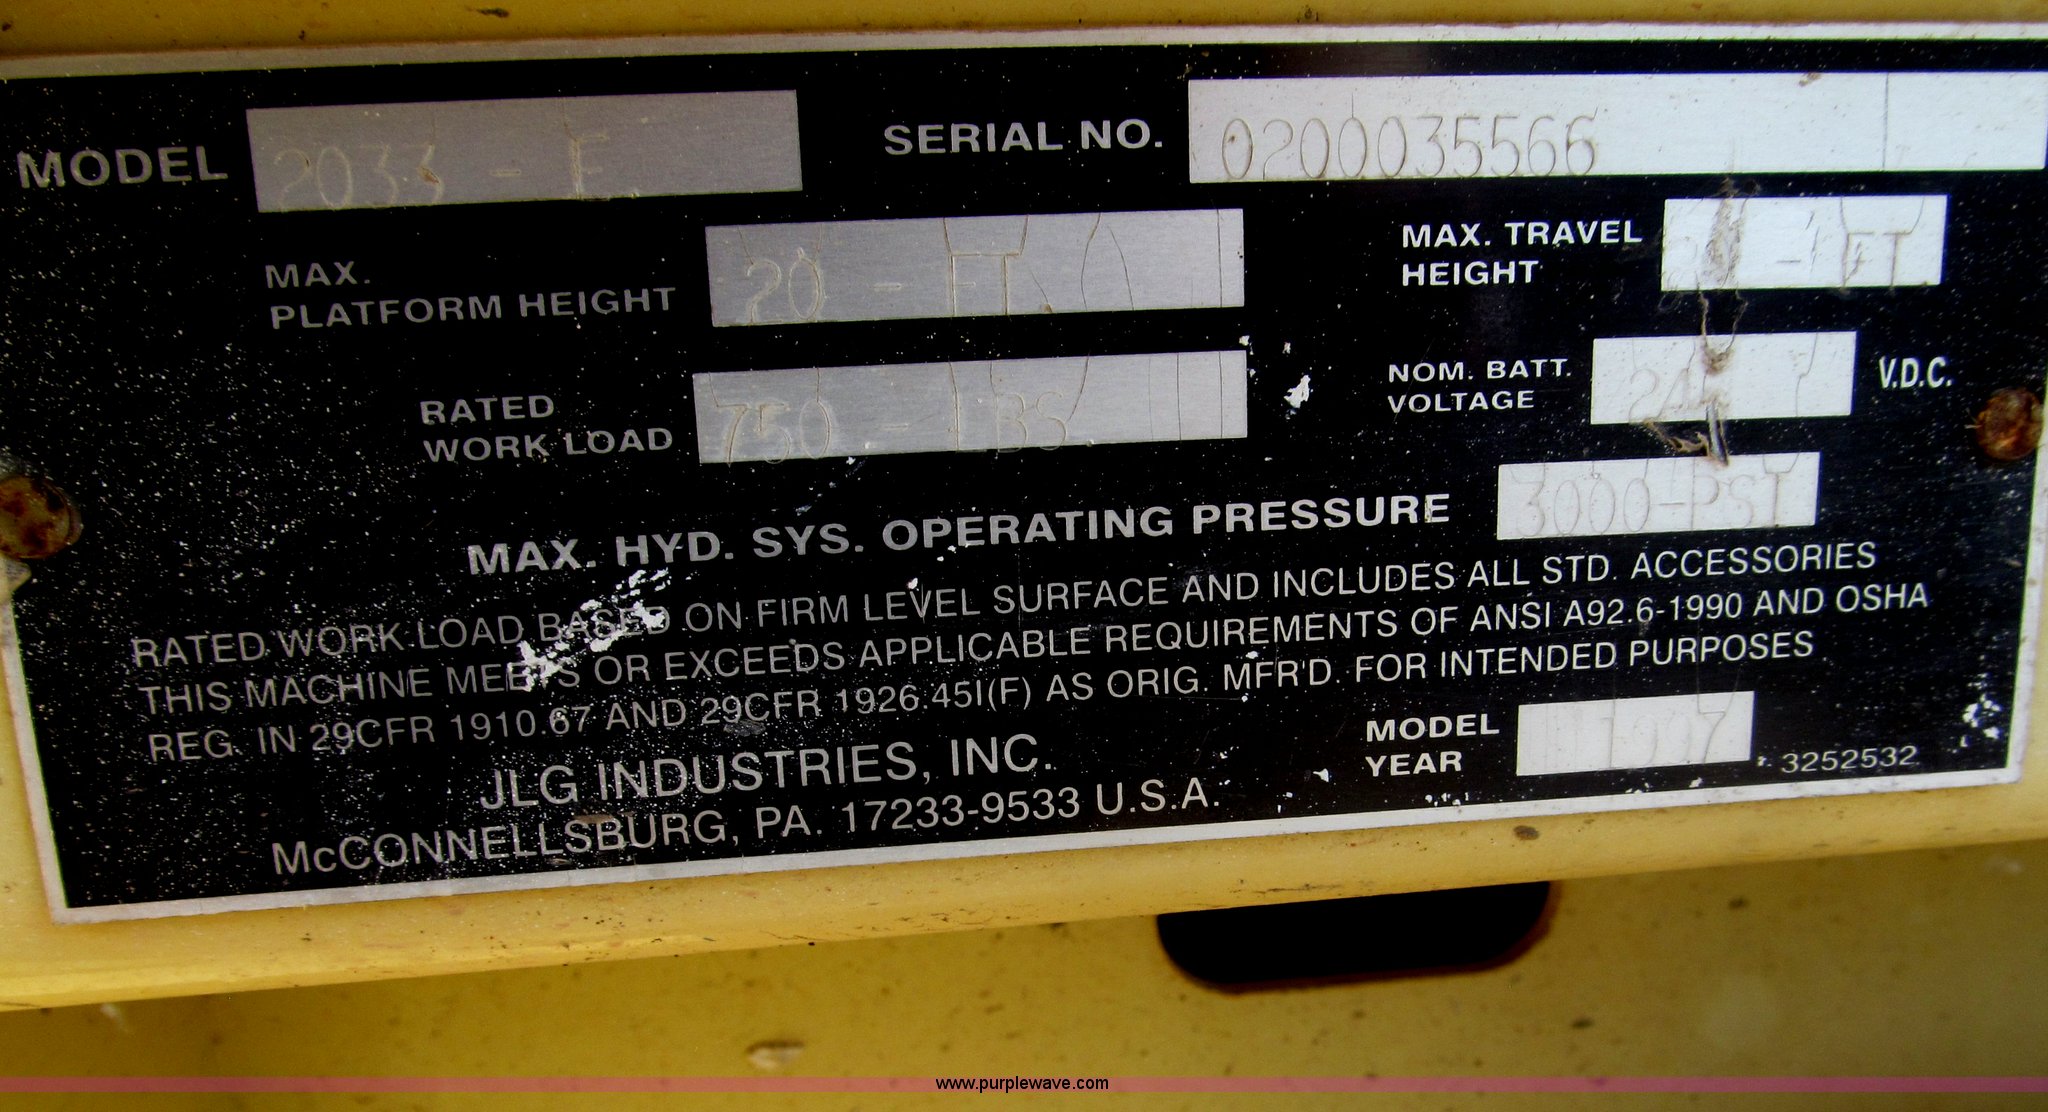 MODEL 2033 - E SERIAL NO. 0200035566
MAX. PLATFORM HEIGHT 20 - FT
MAX. TRAVEL HEIGHT - FT
RATED WORK LOAD 750 - LBS
NOM. BATT. VOLTAGE 24 V.D.C.
MAX. HYD. SYS. OPERATING PRESSURE 3000-PSI
RATED WORK LOAD BASED ON FIRM LEVEL SURFACE AND INCLUDES ALL STD. ACCESSORIES
THIS MACHINE MEETS OR EXCEEDS APPLICABLE REQUIREMENTS OF ANSI A92.6-1990 AND OSHA
REG. IN 29CFR 1910.67 AND 29CFR 1926.451(F) AS ORIG. MFR'D. FOR INTENDED PURPOSES
JLG INDUSTRIES, INC.
McCONNELLSBURG, PA. 17233-9533 U.S.A.
MODEL YEAR 1997
3252532
www.purplewave.com